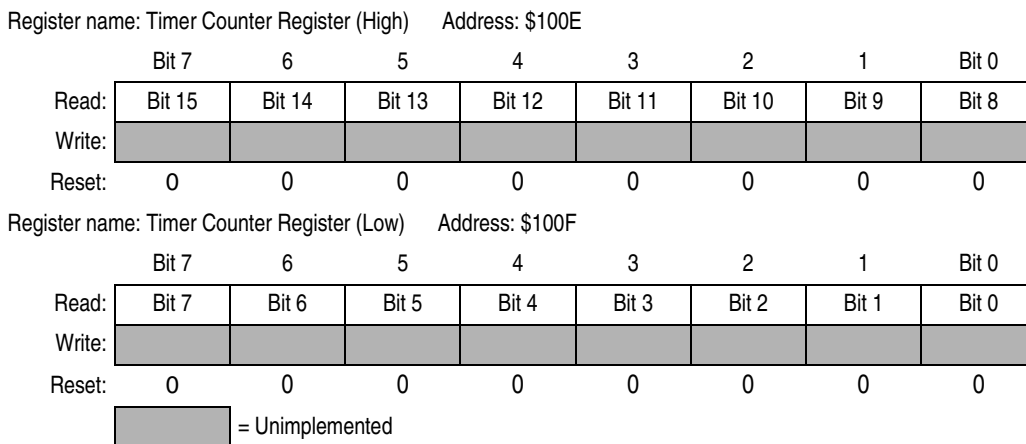 Register name: Timer Counter Register (High) Address: $100E
Bit 7 6 5 4 3 2 1 Bit 0
Read: Bit 15 Bit 14 Bit 13 Bit 12 Bit 11 Bit 10 Bit 9 Bit 8
Write:
Reset: 0 0 0 0 0 0 0 0
Register name: Timer Counter Register (Low) Address: $100F
Bit 7 6 5 4 3 2 1 Bit 0
Read: Bit 7 Bit 6 Bit 5 Bit 4 Bit 3 Bit 2 Bit 1 Bit 0
Write:
Reset: 0 0 0 0 0 0 0 0
= Unimplemented